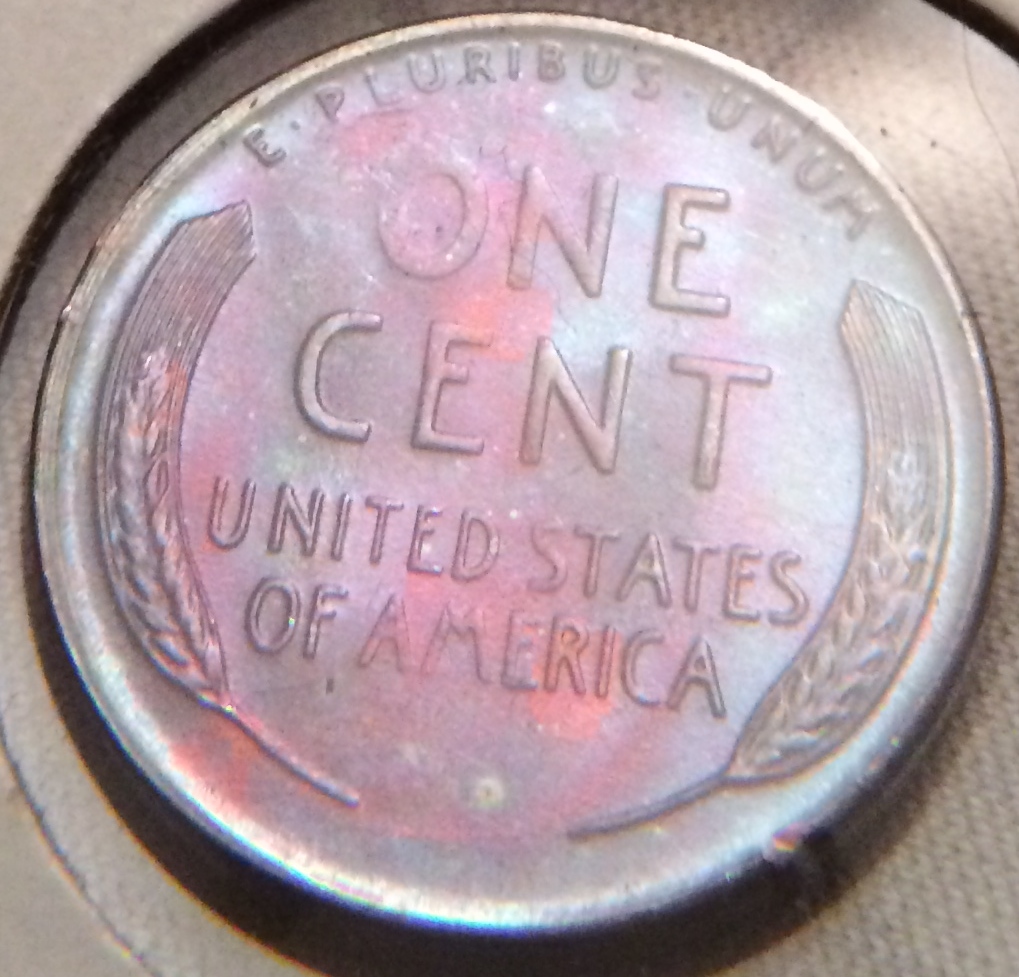 E·PLURIBUS·UNUM
ONE
CENT
UNITED STATES
OF AMERICA